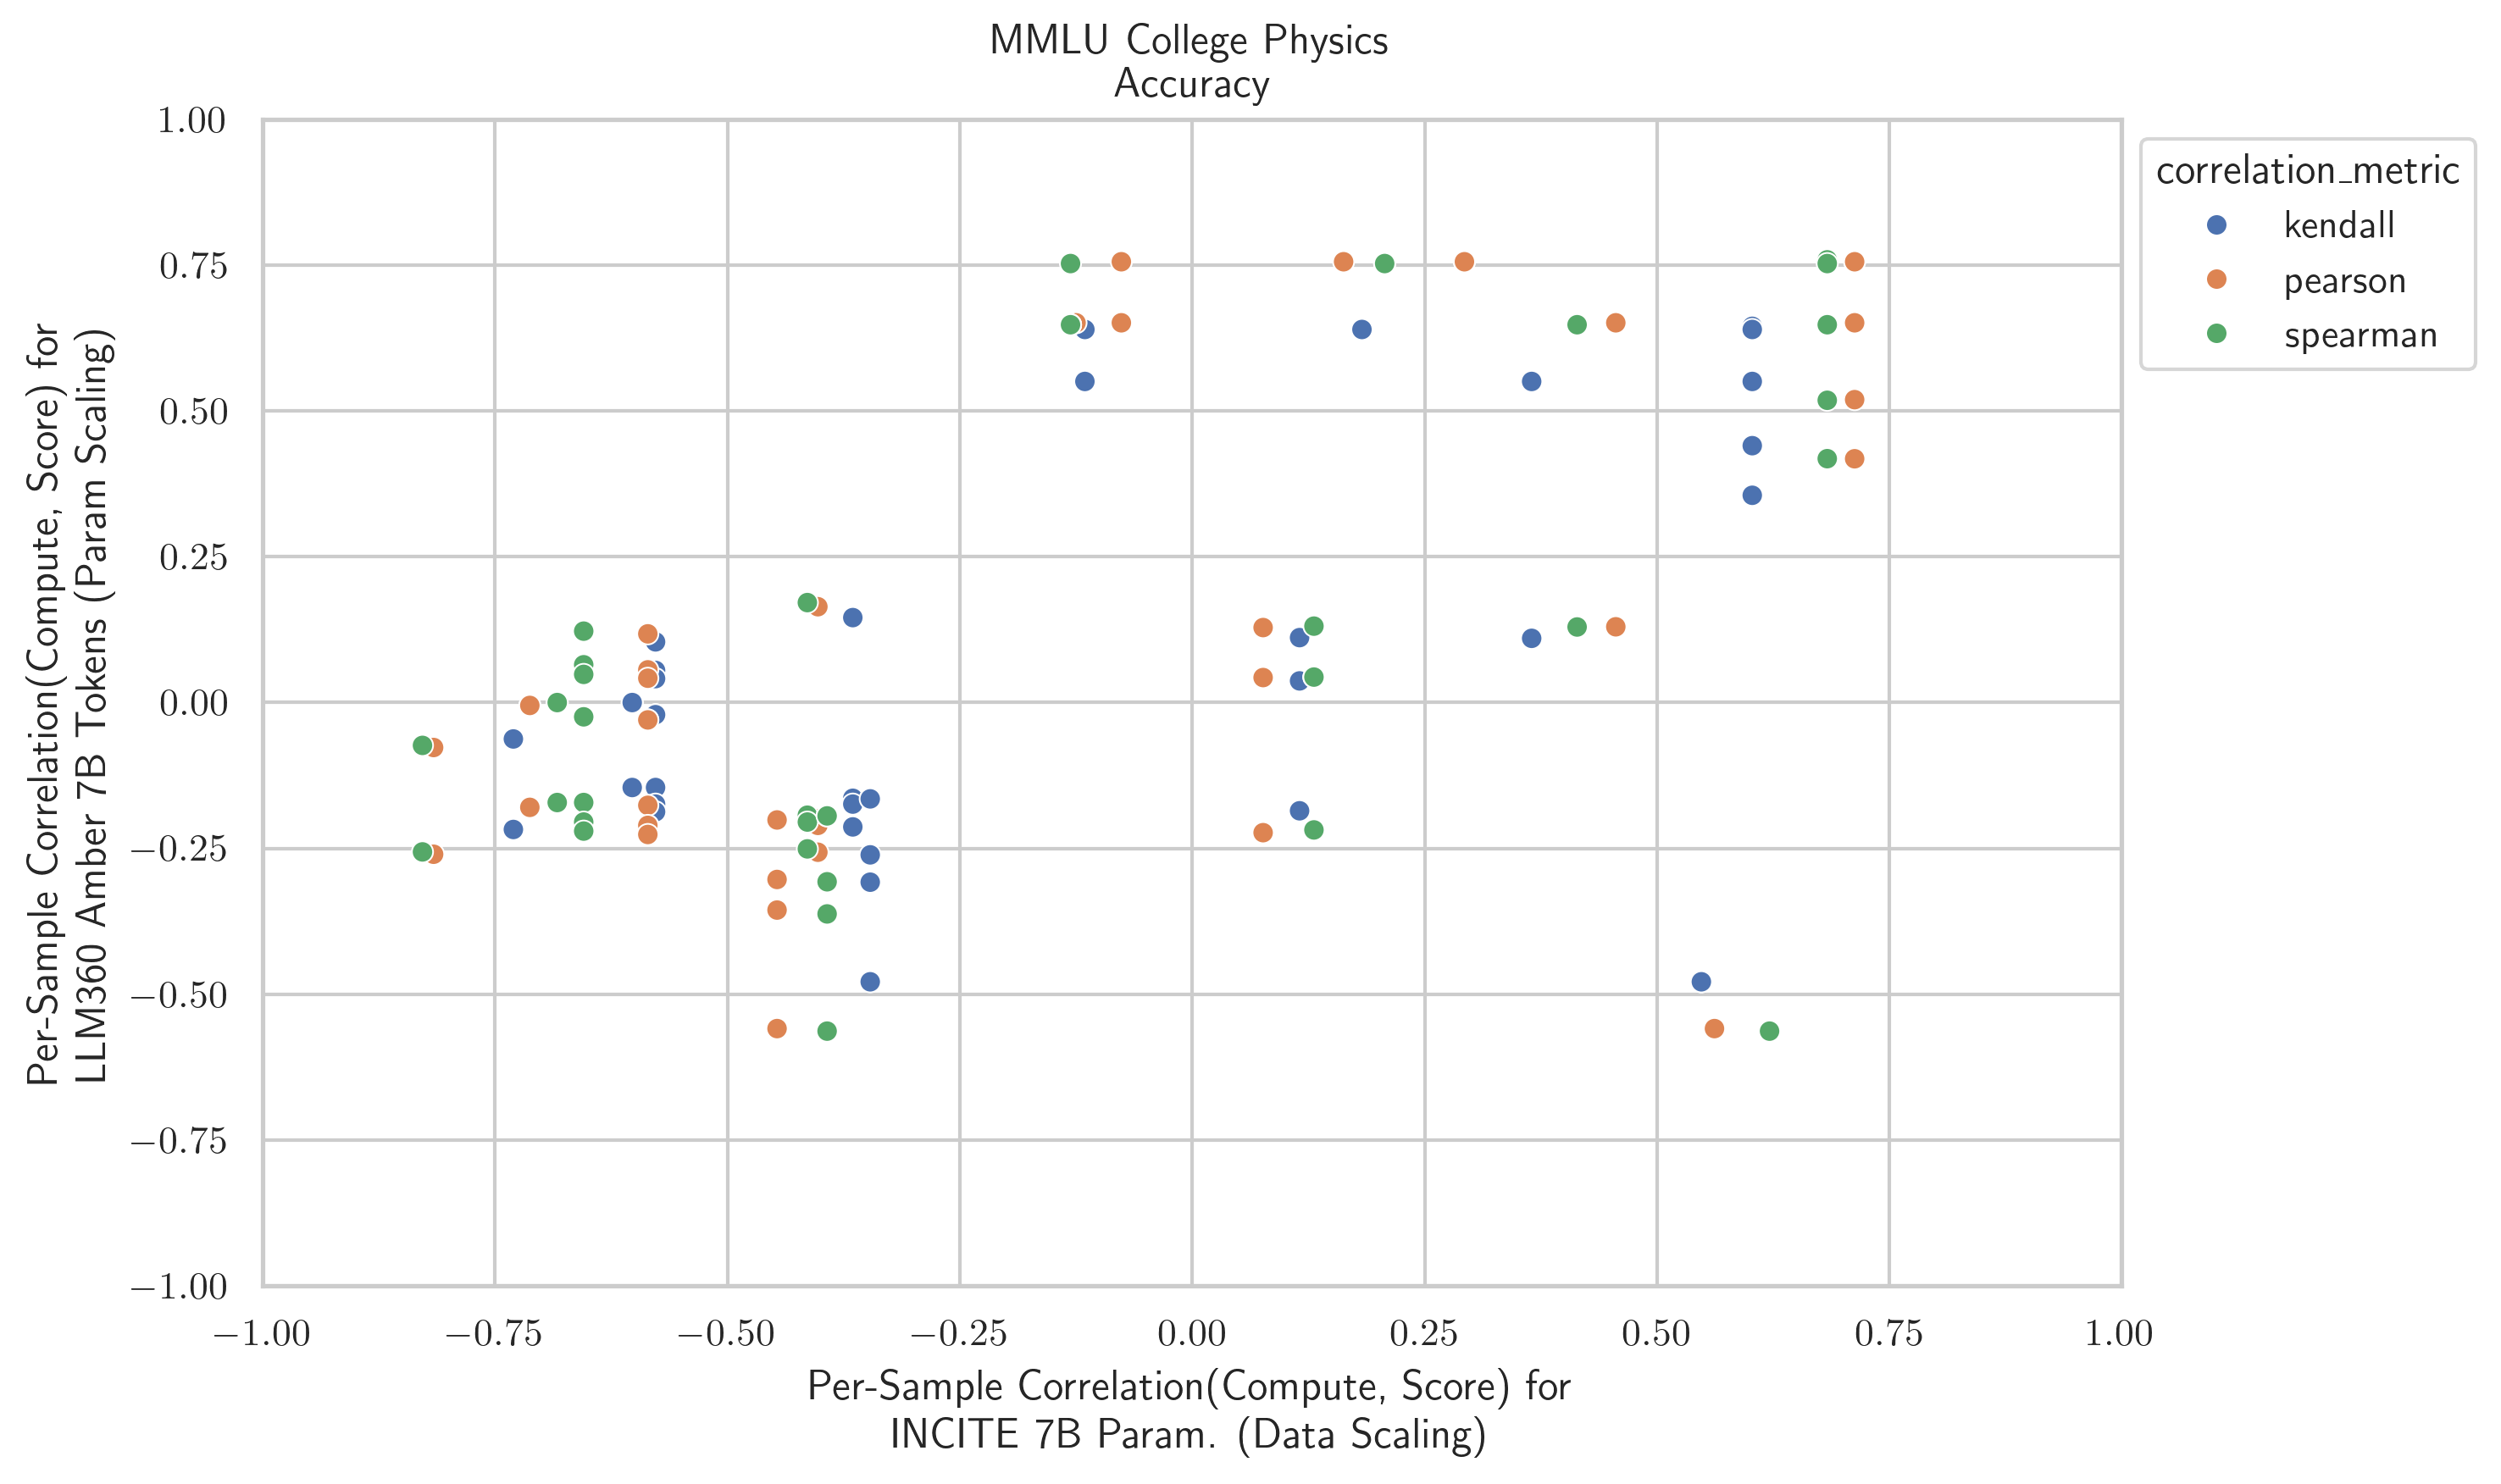 MMLU College Physics
Accuracy
Per-Sample Correlation(Compute, Score) for
LLM360 Amber 7B Tokens (Param Scaling)
1.00
0.75
0.50
0.25
0.00
−0.25
−0.50
−0.75
−1.00
−1.00 −0.75 −0.50 −0.25 0.00 0.25 0.50 0.75 1.00
Per-Sample Correlation(Compute, Score) for
INCITE 7B Param. (Data Scaling)
correlation_metric
kendall
pearson
spearman